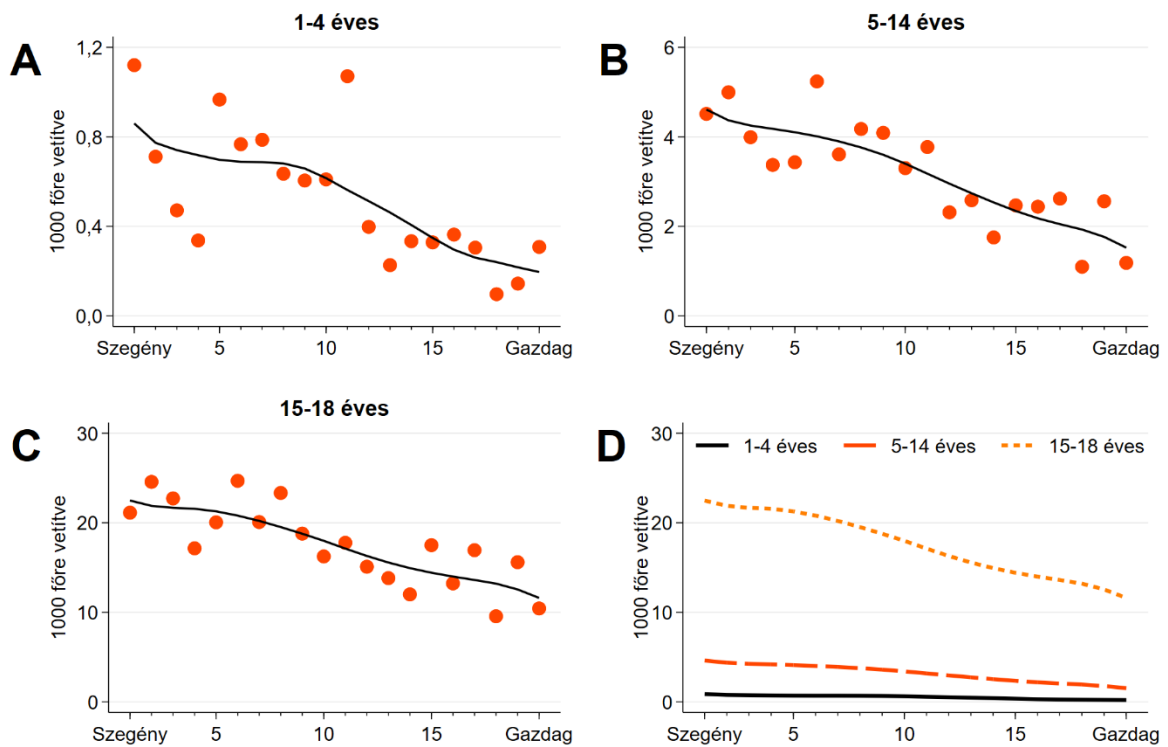 A
1-4 éves
1000 főre vetítve
1,2
0,8
0,4
0,0
Szegény 5 10 15 Gazdag
B
5-14 éves
1000 főre vetítve
6
4
2
0
Szegény 5 10 15 Gazdag
C
15-18 éves
1000 főre vetítve
30
20
10
0
Szegény 5 10 15 Gazdag
D
1-4 éves 5-14 éves 15-18 éves
1000 főre vetítve
30
20
10
0
Szegény 5 10 15 Gazdag